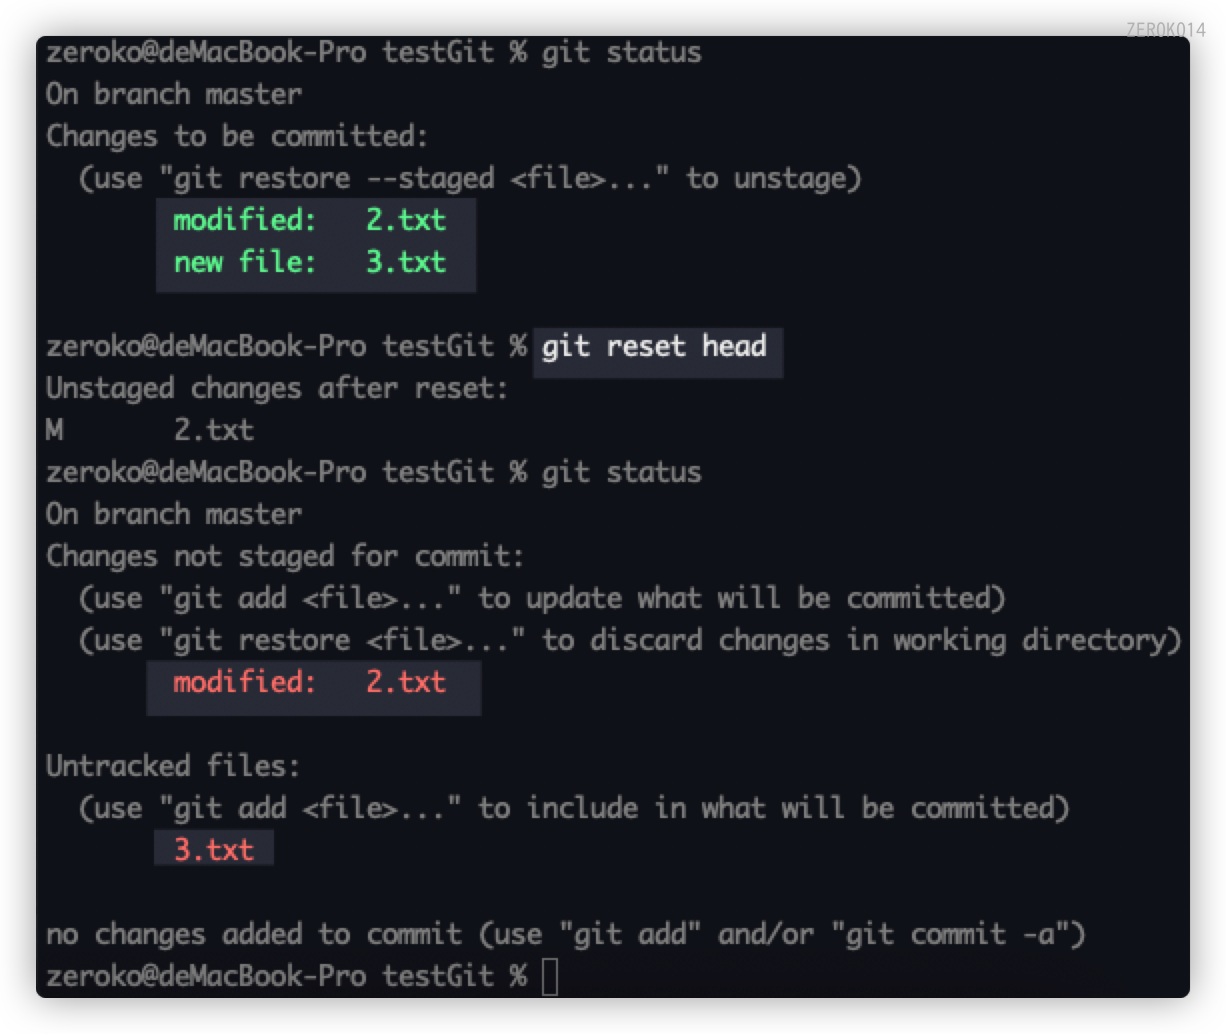 ZEROKO14
zeroko@deMacBook-Pro testGit % git status
On branch master
Changes to be committed:
  (use "git restore --staged <file>..." to unstage)
        modified:   2.txt
        new file:   3.txt

zeroko@deMacBook-Pro testGit % git reset head
Unstaged changes after reset:
M       2.txt
zeroko@deMacBook-Pro testGit % git status
On branch master
Changes not staged for commit:
  (use "git add <file>..." to update what will be committed)
  (use "git restore <file>..." to discard changes in working directory)
        modified:   2.txt

Untracked files:
  (use "git add <file>..." to include in what will be committed)
        3.txt

no changes added to commit (use "git add" and/or "git commit -a")
zeroko@deMacBook-Pro testGit %